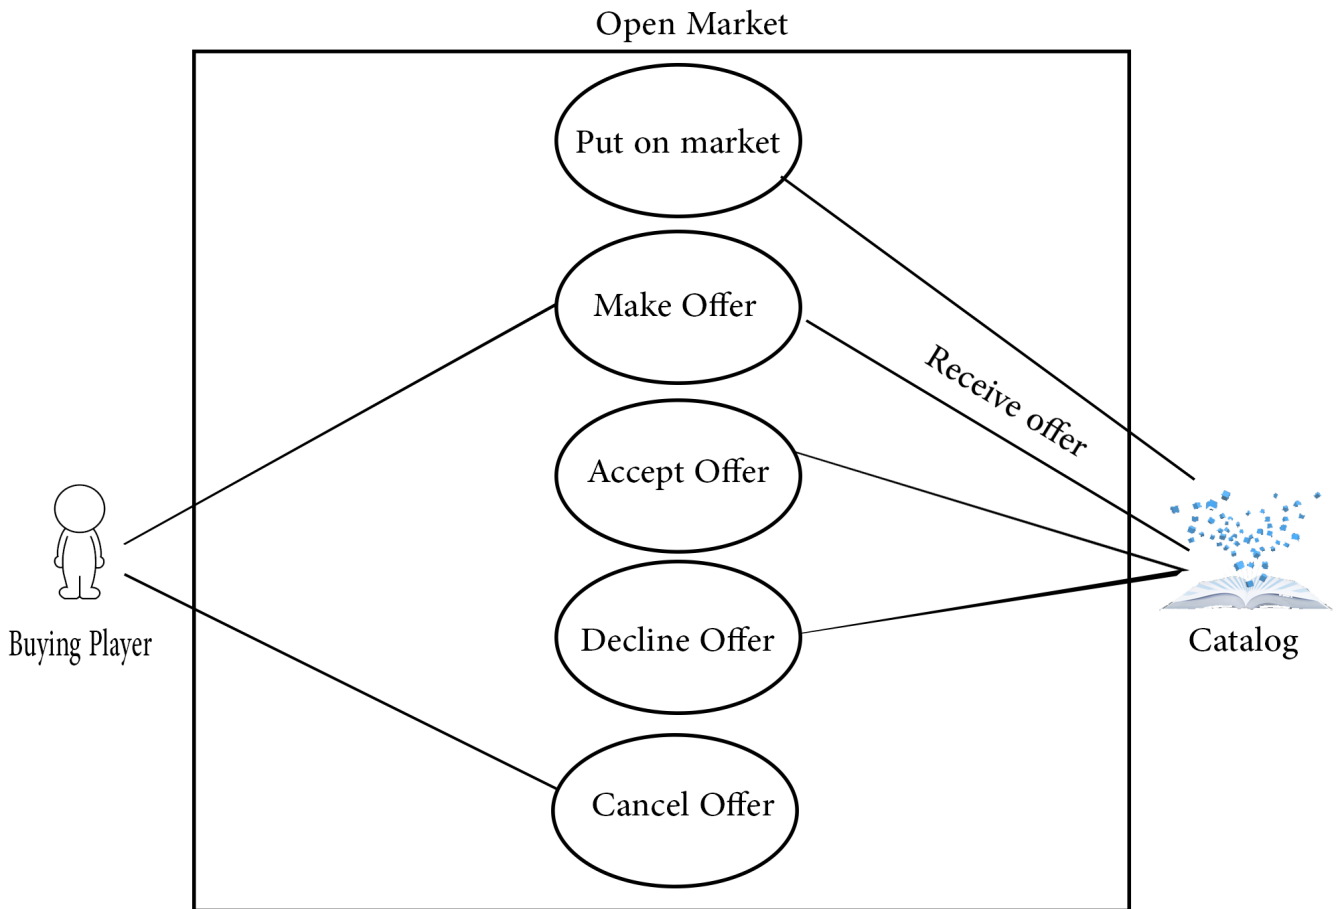 Open Market
Put on market
Make Offer
Receive offer
Accept Offer
Decline Offer
Buying Player
Catalog
Cancel Offer